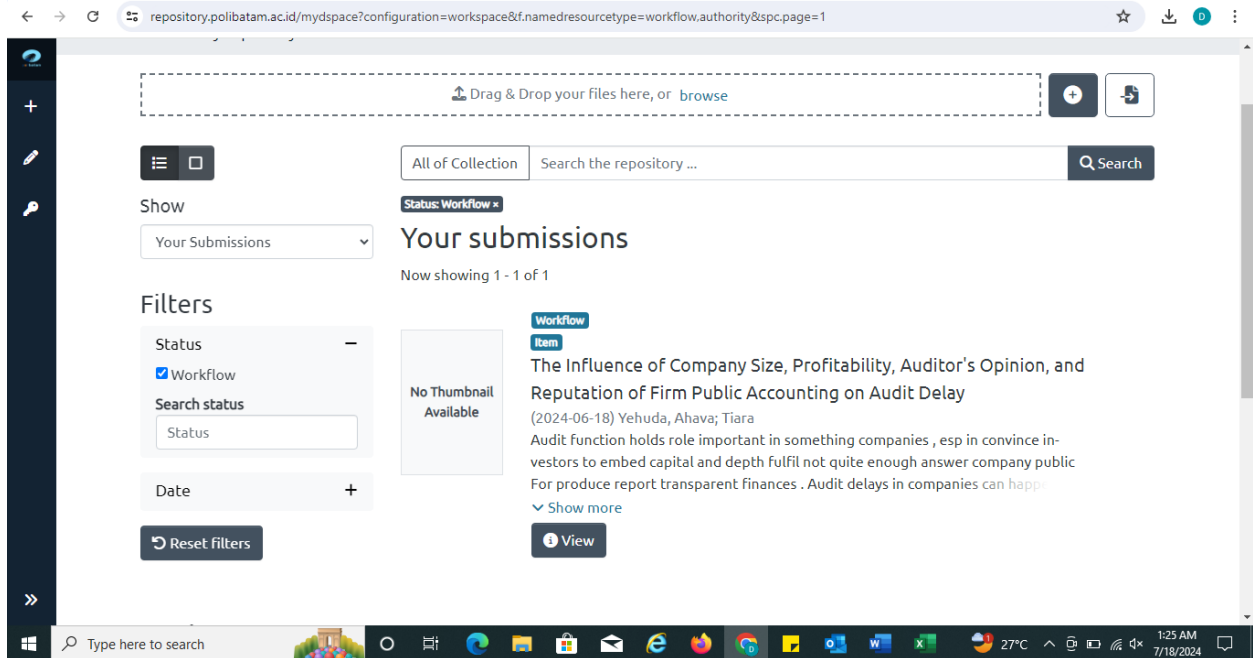 repository.polibatam.ac.id/mydspace?configuration=workspace&f.namedresourcetype=workflow,authority&spc.page=1
D
Drag & Drop your files here, or browse
All of Collection
Search the repository ...
Search
Show
Your Submissions
Status: Workflow ×
Your submissions
Now showing 1 - 1 of 1
Filters
Status
Workflow
Search status
Status
Date
Reset filters
No Thumbnail
Available
Workflow
Item
The Influence of Company Size, Profitability, Auditor's Opinion, and
Reputation of Firm Public Accounting on Audit Delay
(2024-06-18) Yehuda, Ahava; Tiara
Audit function holds role important in something companies , esp in convince in-
vestors to embed capital and depth fulfil not quite enough answer company public
For produce report transparent finances . Audit delays in companies can happe
Show more
View
Type here to search
27°C
1:25 AM
7/18/2024